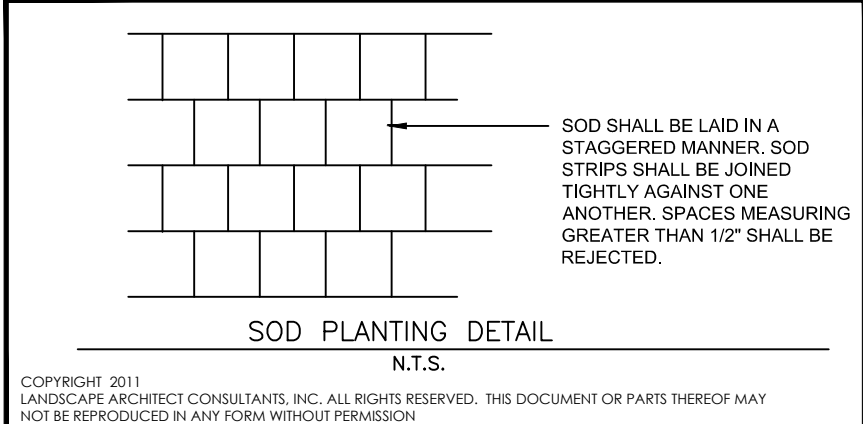 SOD SHALL BE LAID IN A
STAGGERED MANNER. SOD
STRIPS SHALL BE JOINED
TIGHTLY AGAINST ONE
ANOTHER. SPACES MEASURING
GREATER THAN 1/2" SHALL BE
REJECTED.
SOD PLANTING DETAIL
N.T.S.
COPYRIGHT 2011
LANDSCAPE ARCHITECT CONSULTANTS, INC. ALL RIGHTS RESERVED. THIS DOCUMENT OR PARTS THEREOF MAY
NOT BE REPRODUCED IN ANY FORM WITHOUT PERMISSION